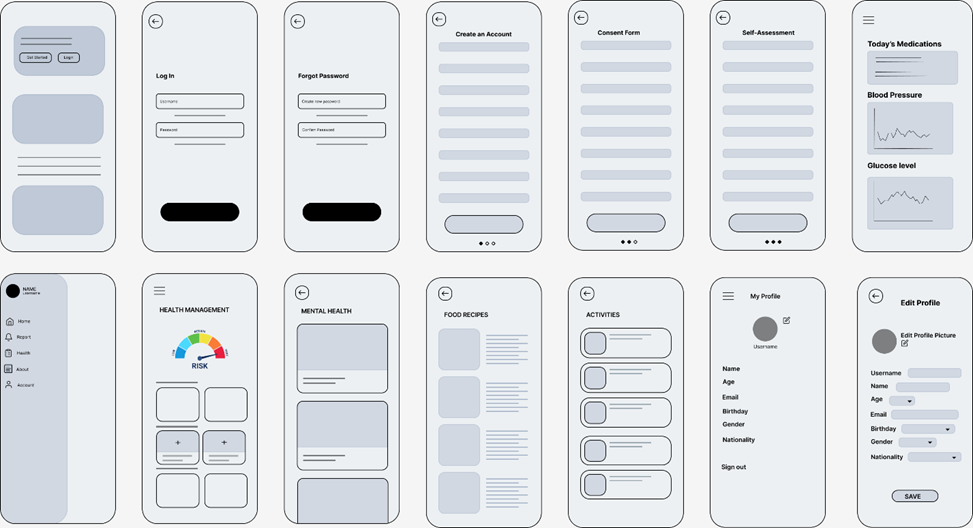 Get Started
Login
Log In
Username
Password
Forgot Password
Create new password
Confirm Password
Create an Account
Consent Form
Self-Assessment
Today's Medications
Blood Pressure
Glucose level
NAME
Home
Report
Health
About
Account
HEALTH MANAGEMENT
RISK
MENTAL HEALTH
FOOD RECIPES
ACTIVITIES
My Profile
Username
Name
Age
Email
Birthday
Gender
Nationality
Sign out
Edit Profile
Edit Profile Picture
Username
Name
Age
Email
Birthday
Gender
Nationality
SAVE